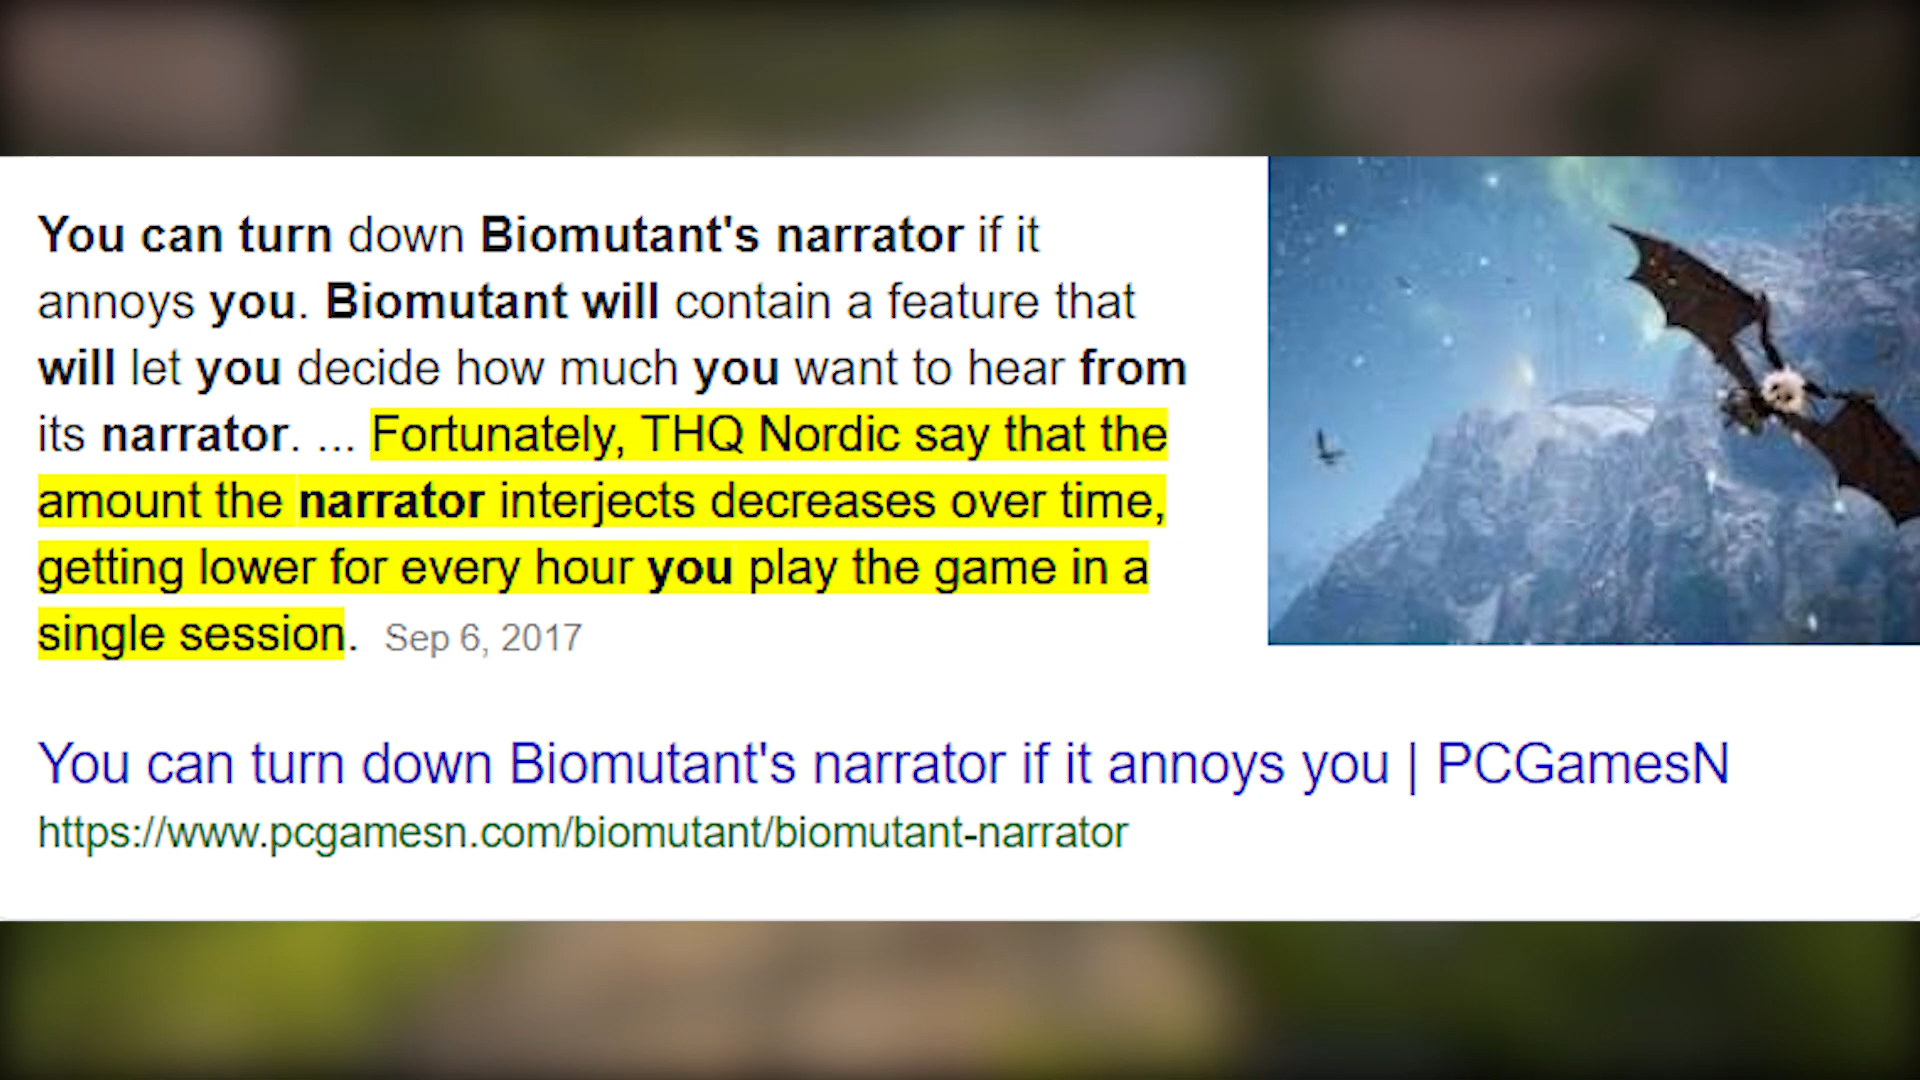 You can turn down Biomutant's narrator if it
annoys you. Biomutant will contain a feature that
will let you decide how much you want to hear from
its narrator. ... Fortunately, THQ Nordic say that the
amount the narrator interjects decreases over time,
getting lower for every hour you play the game in a
single session. Sep 6, 2017
You can turn down Biomutant's narrator if it annoys you | PCGamesN
https://www.pcgamesn.com/biomutant/biomutant-narrator